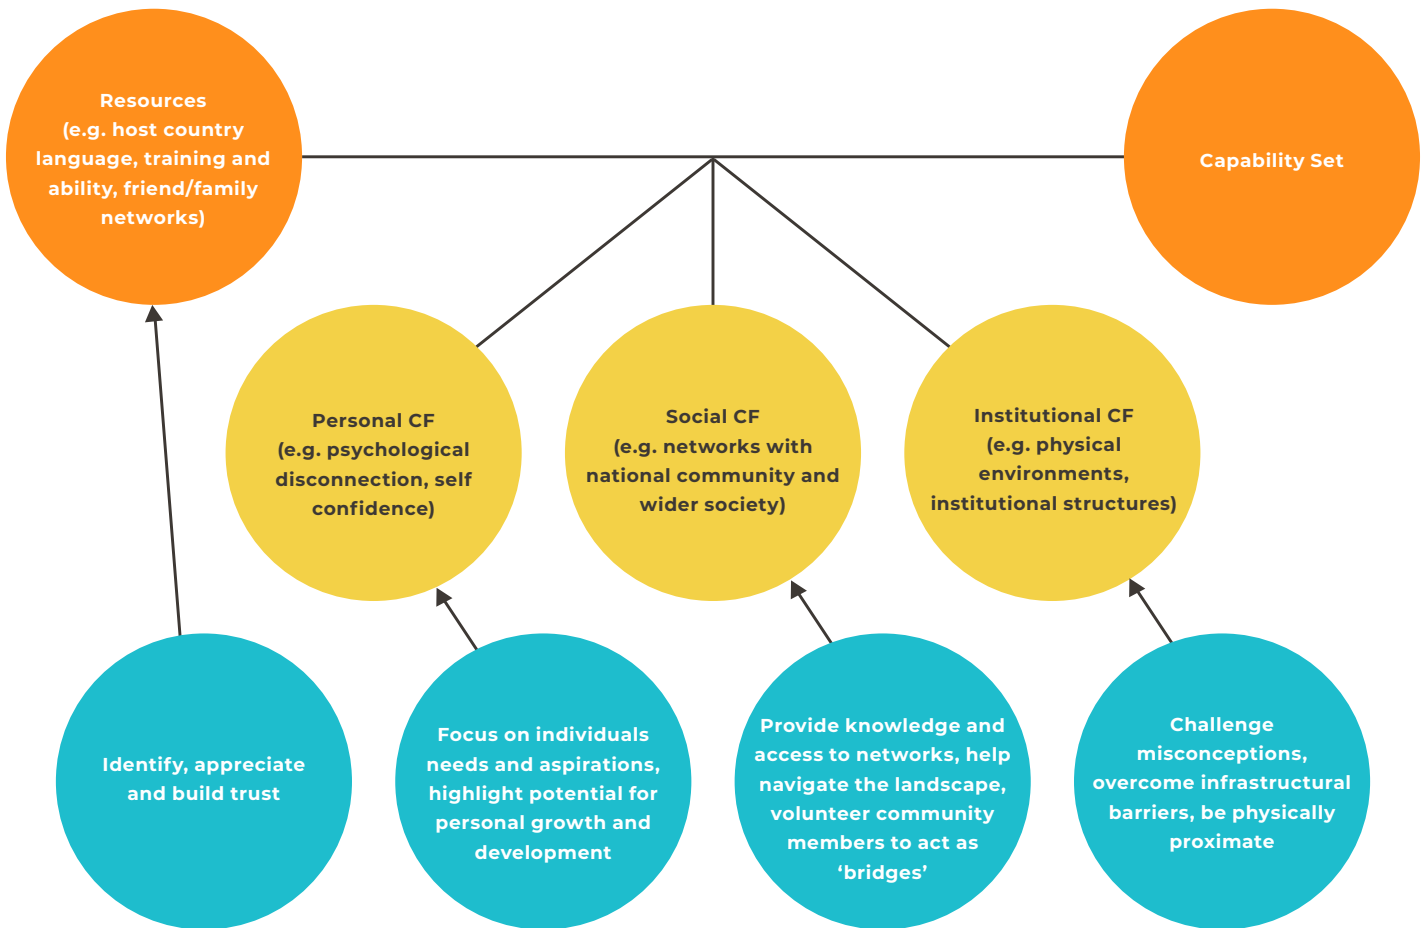 Resources
(e.g. host country
language, training and
ability, friend/family
networks)
Capability Set
Personal CF
(e.g. psychological
disconnection, self
confidence)
Social CF
(e.g. networks with
national community and
wider society)
Institutional CF
(e.g. physical
environments,
institutional structures)
Identify, appreciate
and build trust
Focus on individuals
needs and aspirations,
highlight potential for
personal growth and
development
Provide knowledge and
access to networks, help
navigate the landscape,
volunteer community
members to act as
‘bridges’
Challenge
misconceptions,
overcome infrastructural
barriers, be physically
proximate